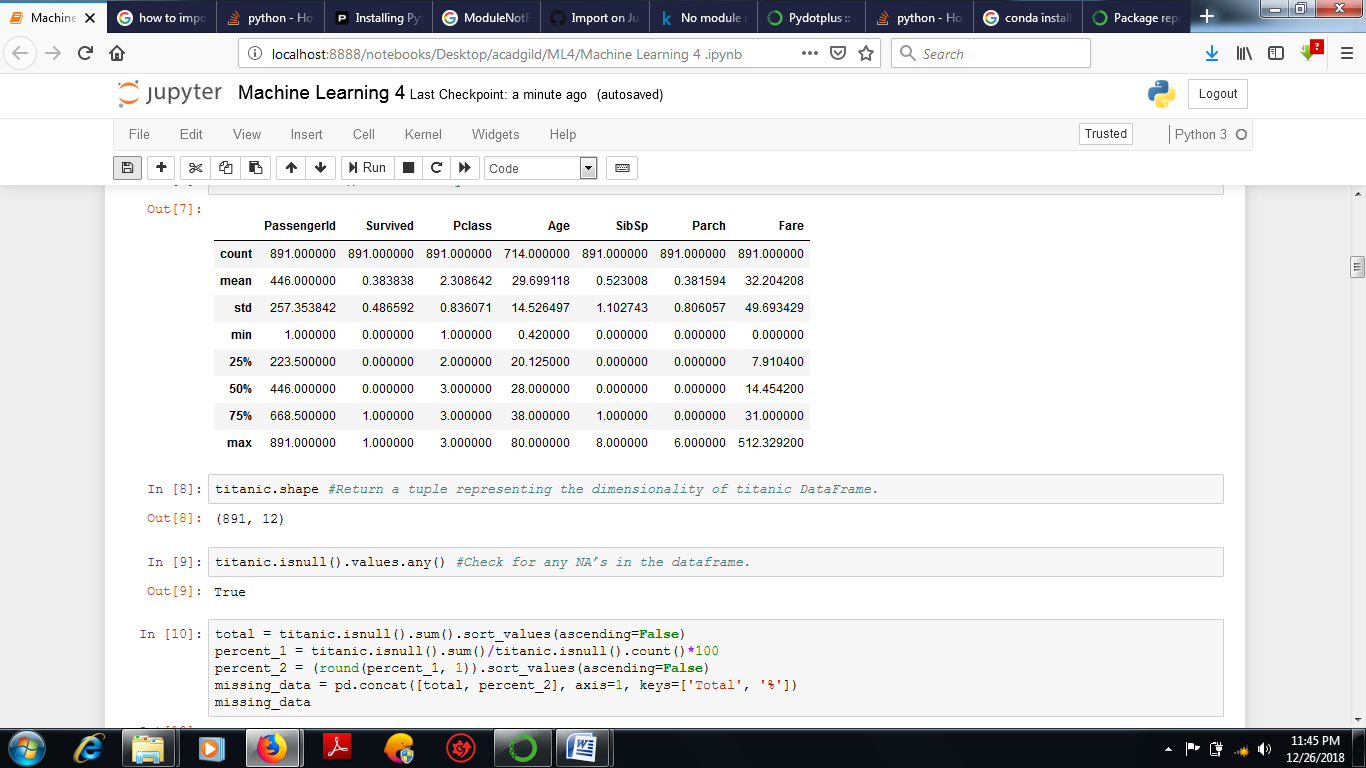 Machine
how to impo
python - Ho
Installing Pyt
ModuleNotF
Import on Ju
No module n
Pydotplus ::
python - Ho
conda install
Package repo
localhost:8888/notebooks/Desktop/acadgild/ML4/Machine Learning 4 .ipynb
Search
jupyter Machine Learning 4 Last Checkpoint: a minute ago (autosaved)
Logout
File Edit View Insert Cell Kernel Widgets Help
Trusted
Python 3
Run
Code
Out[7]:
PassengerId Survived Pclass Age SibSp Parch Fare
count 891.000000 891.000000 891.000000 714.000000 891.000000 891.000000 891.000000
mean 446.000000 0.383838 2.308642 29.699118 0.523008 0.381594 32.204208
std 257.353842 0.486592 0.836071 14.526497 1.102743 0.806057 49.693429
min 1.000000 0.000000 1.000000 0.420000 0.000000 0.000000 0.000000
25% 223.500000 0.000000 2.000000 20.125000 0.000000 0.000000 7.910400
50% 446.000000 0.000000 3.000000 28.000000 0.000000 0.000000 14.454200
75% 668.500000 1.000000 3.000000 38.000000 1.000000 0.000000 31.000000
max 891.000000 1.000000 3.000000 80.000000 8.000000 6.000000 512.329200
In [8]: titanic.shape #Return a tuple representing the dimensionality of titanic DataFrame.
Out[8]: (891, 12)
In [9]: titanic.isnull().values.any() #Check for any NA’s in the dataframe.
Out[9]: True
In [10]: total = titanic.isnull().sum().sort_values(ascending=False)
percent_1 = titanic.isnull().sum()/titanic.isnull().count()*100
percent_2 = (round(percent_1, 1)).sort_values(ascending=False)
missing_data = pd.concat([total, percent_2], axis=1, keys=['Total', '%'])
missing_data
11:45 PM
12/26/2018